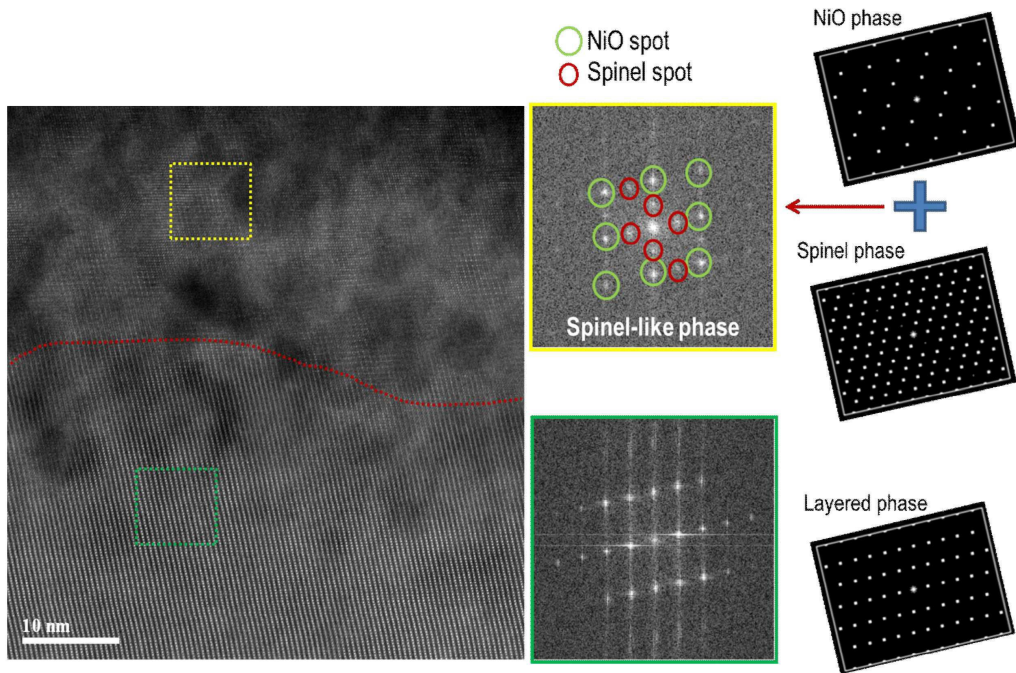 NiO phase
NiO spot
Spinel spot
Spinel phase
Spinel-like phase
Layered phase
10 nm